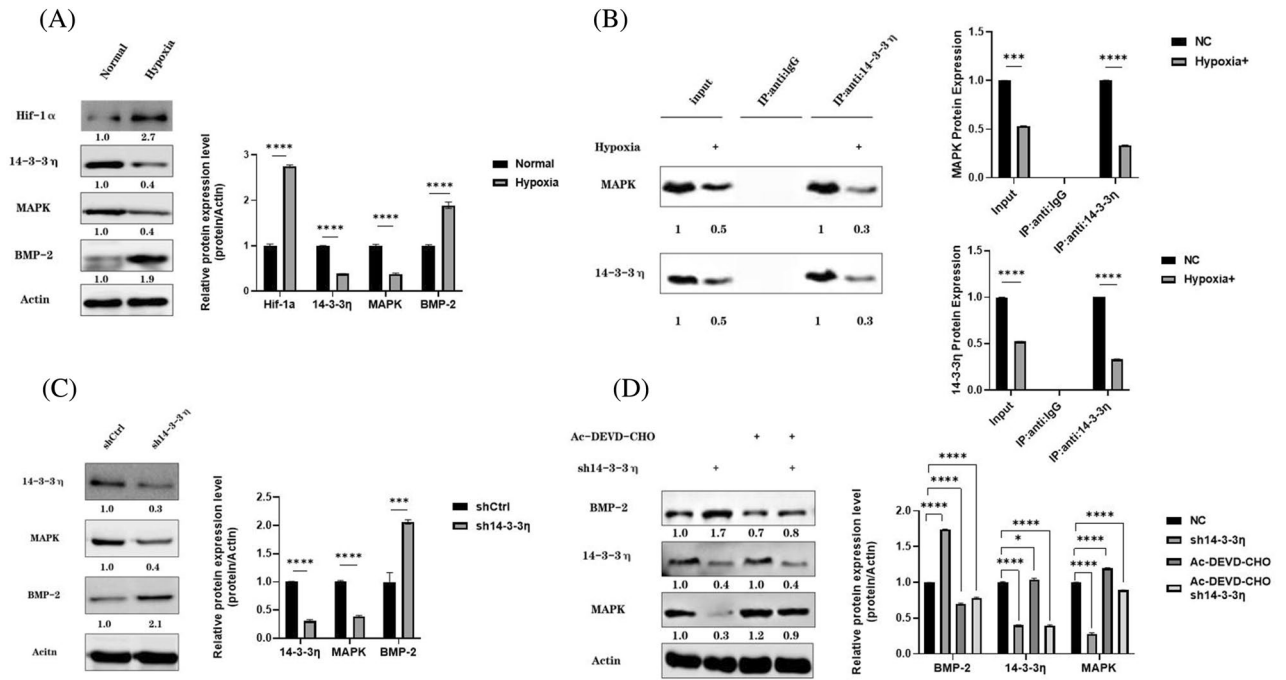 (A)
Normal
Hypoxia
Hif-1α
1.0 2.7
14-3-3η
1.0 0.4
MAPK
1.0 0.4
BMP-2
1.0 1.9
Actin
Relative protein expression level
(protein/Actin)
3
2
1
0
**** **** **** ****
Hif-1a 14-3-3η MAPK BMP-2
Normal
Hypoxia
(B)
input
IP:anti:IgG
IP:anti:14-3-3η
Hypoxia + +
MAPK
1 0.5 1 0.3
14-3-3η
1 0.5 1 0.3
MAPK Protein Expression
1.5
1.0
0.5
0.0
*** ****
Input
IP:anti:IgG
IP:anti:14-3-3η
NC
Hypoxia+
14-3-3η Protein Expression
1.5
1.0
0.5
0.0
**** ****
Input
IP:anti:IgG
IP:anti:14-3-3η
NC
Hypoxia+
(C)
shCtrl
sh14-3-3η
14-3-3η
1.0 0.3
MAPK
1.0 0.4
BMP-2
1.0 2.1
Acitn
Relative protein expression level
(protein/Actin)
2.5
2.0
1.5
1.0
0.5
0.0
**** **** ***
14-3-3η MAPK BMP-2
shCtrl
sh14-3-3η
(D)
Ac-DEVD-CHO + +
sh14-3-3η + +
BMP-2
1.0 1.7 0.7 0.8
14-3-3η
1.0 0.4 1.0 0.4
MAPK
1.0 0.3 1.2 0.9
Actin
Relative protein expression level
(protein/Actin)
2.0
1.5
1.0
0.5
0.0
****
****
****
****
*
****
****
****
****
BMP-2 14-3-3η MAPK
NC
sh14-3-3η
Ac-DEVD-CHO
Ac-DEVD-CHO
sh14-3-3η